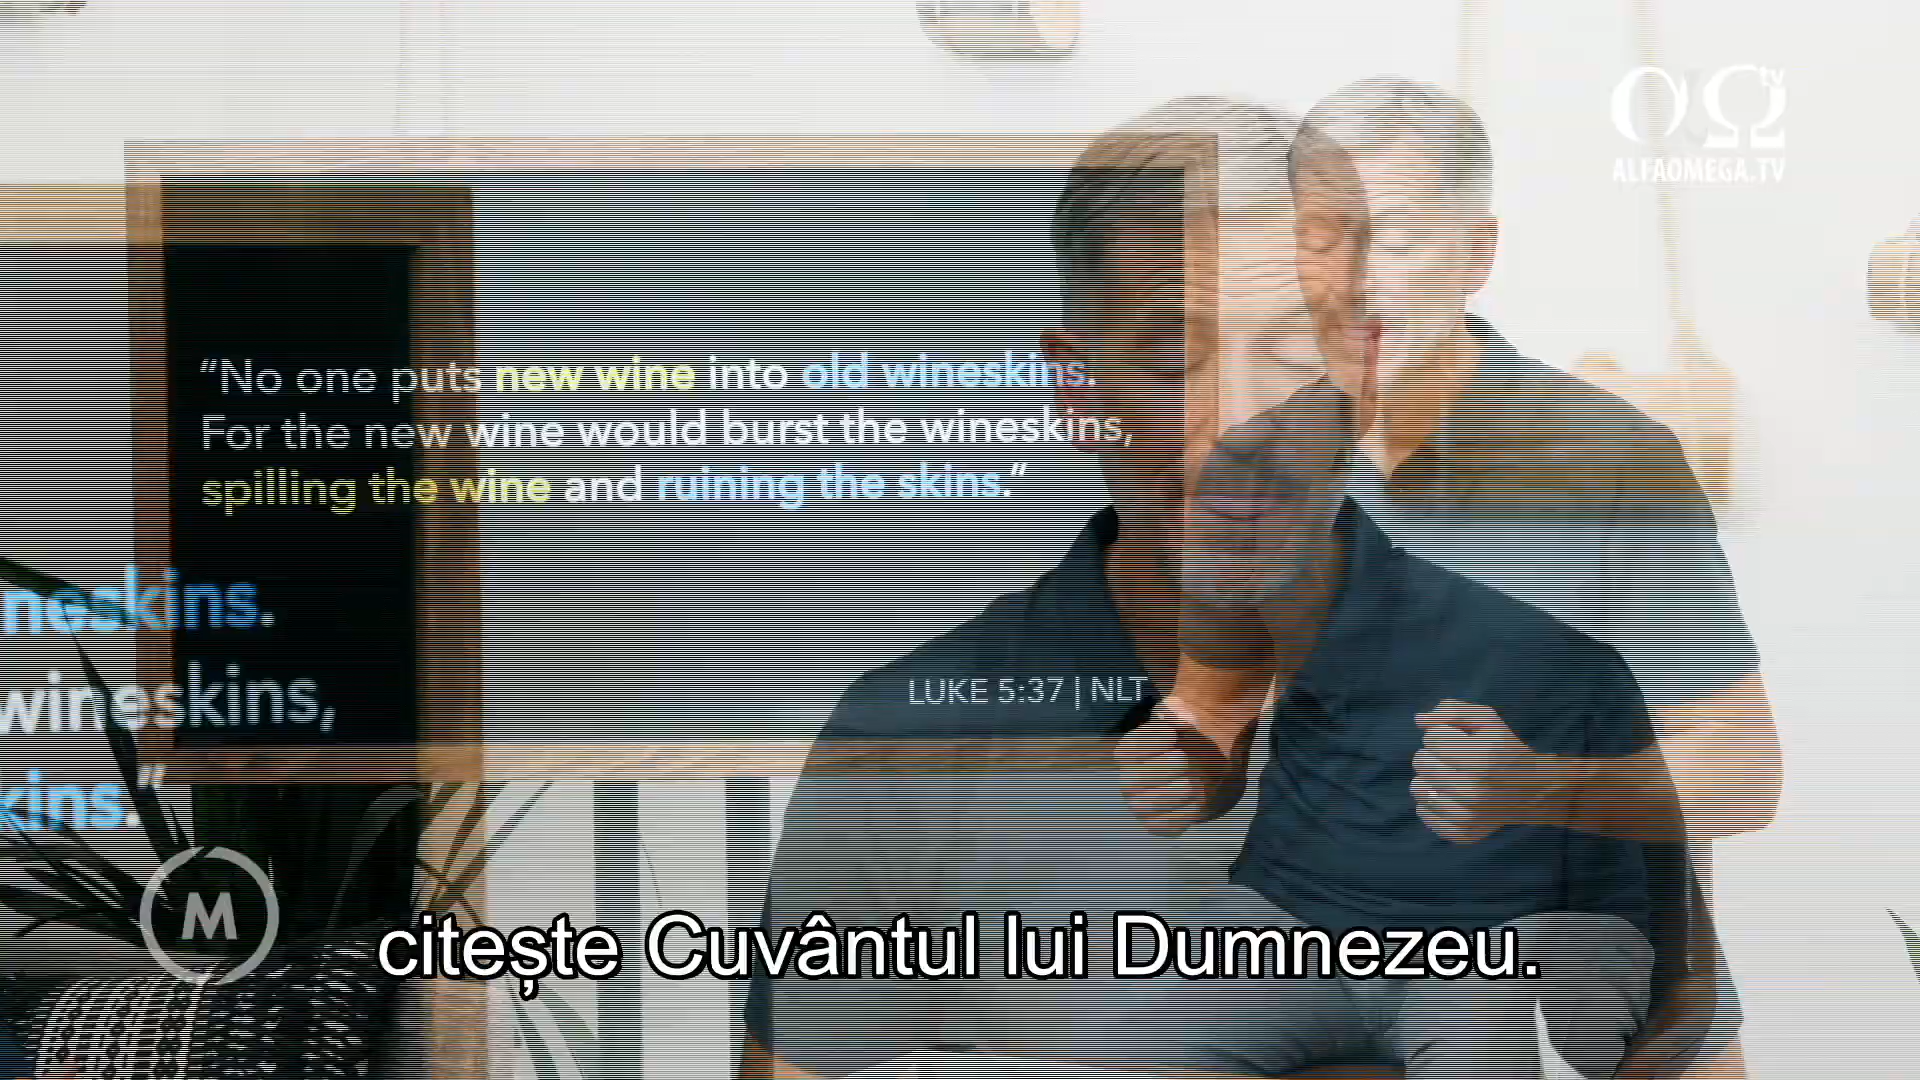 tv
ALFAOMEGA.TV
“No one puts new wine into old wineskins.
For the new wine would burst the wineskins,
spilling the wine and ruining the skins.”
LUKE 5:37 | NLT
neskins.
wineskins,
kins.”
M
citește Cuvântul lui Dumnezeu.